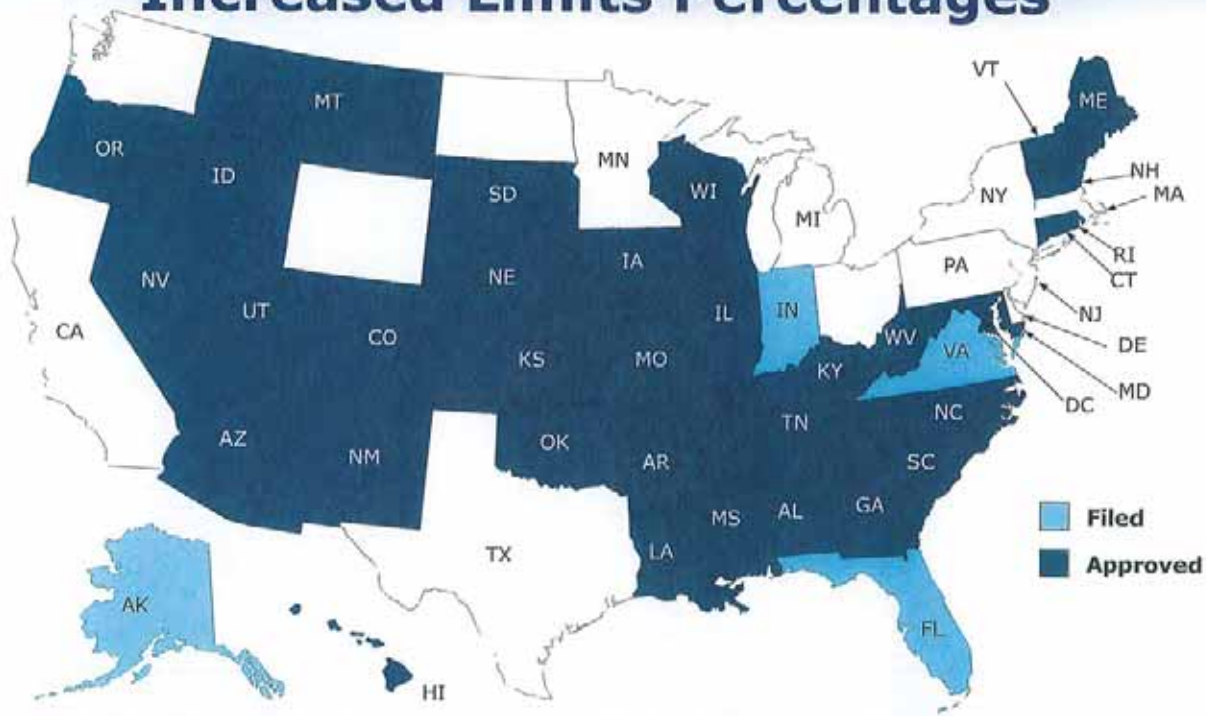 Increased Limits Percentages
VT
ME
MT
OR
MN
ID
SD
WI
NH
MA
NY
MI
RI
CT
IA
NE
PA
NV
UT
IL
IN
NJ
CA
CO
WV
DE
VA
KS
MO
KY
MD
DC
NC
TN
AZ
OK
NM
AR
SC
GA
AL
MS
Filed
LA
TX
Approved
AK
FL
HI